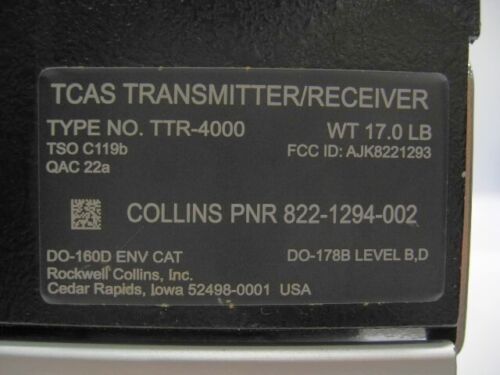 TCAS TRANSMITTER/RECEIVER
TYPE NO. TTR-4000 WT 17.0 LB
TSO C119b FCC ID: AJK8221293
QAC 22a
COLLINS PNR 822-1294-002
DO-160D ENV CAT DO-178B LEVEL B,D
Rockwell Collins, Inc.
Cedar Rapids, Iowa 52498-0001 USA